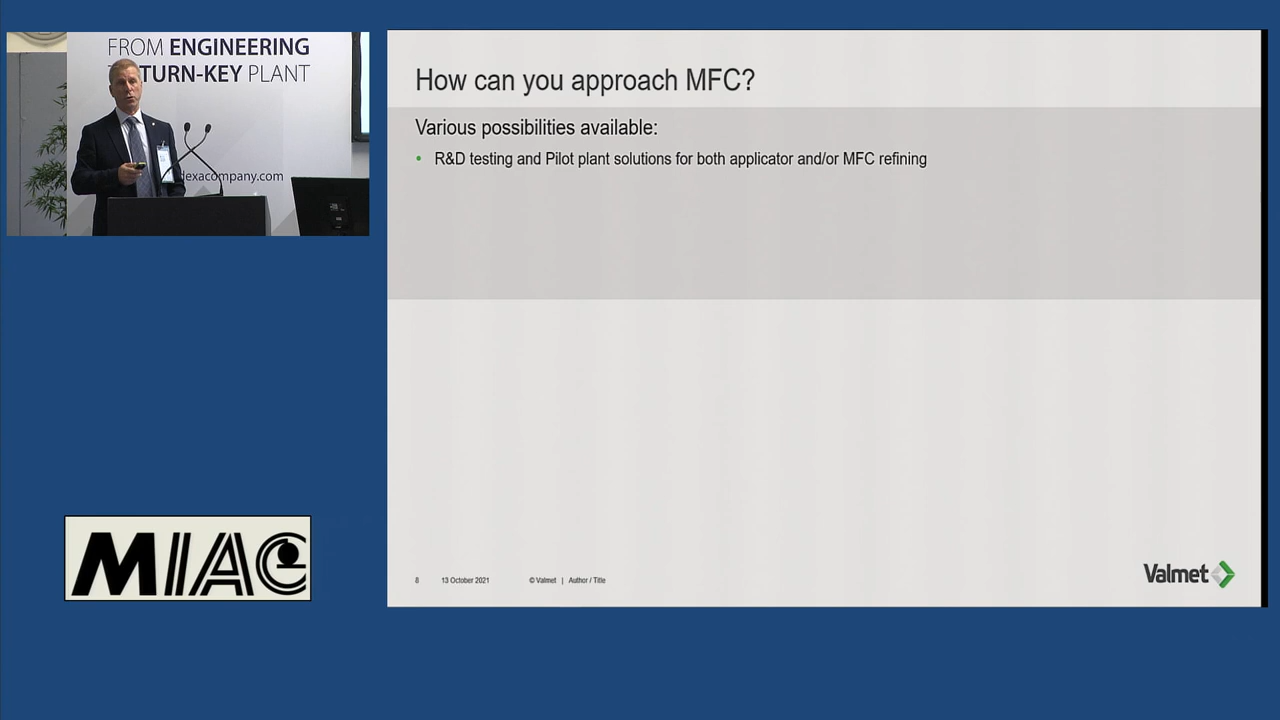 FROM ENGINEERING
TURN-KEY PLANT
dexacompany.com
MIAC
How can you approach MFC?
Various possibilities available:
• R&D testing and Pilot plant solutions for both applicator and/or MFC refining
8 13 October 2021 © Valmet | Author / Title
Valmet